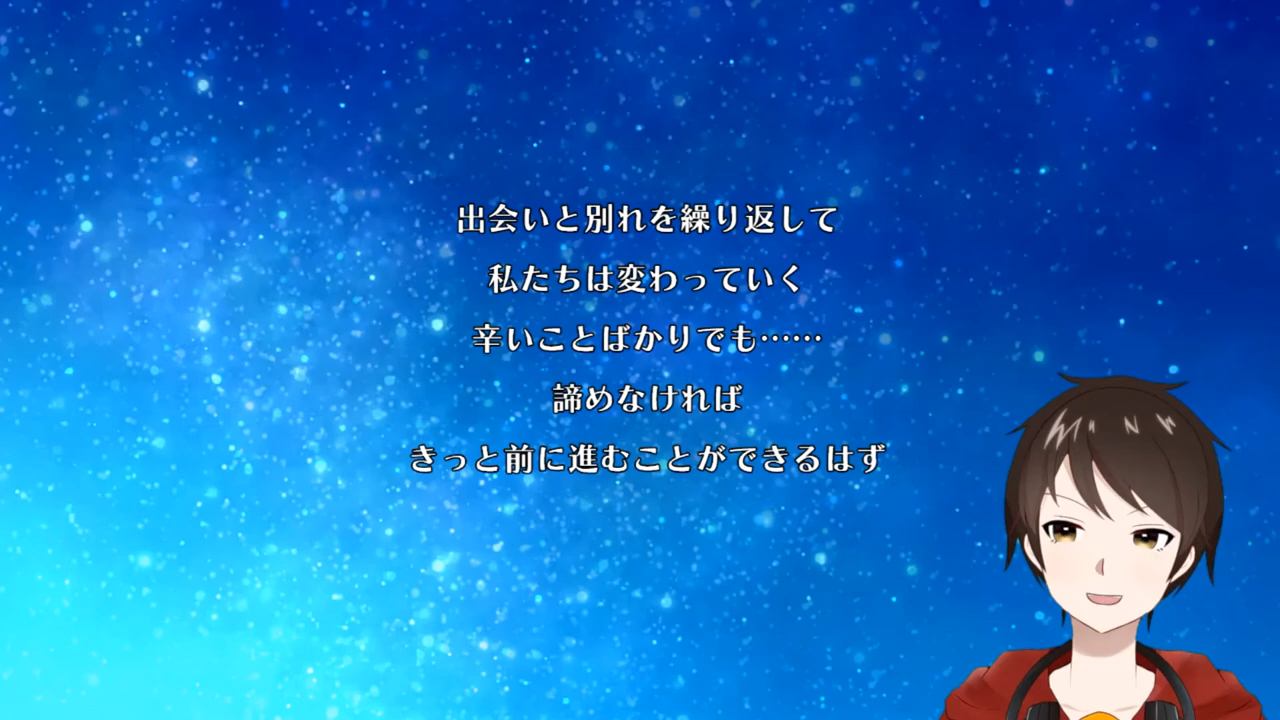 出会いと別れを繰り返して
私たちは変わっていく
辛いことばかりでも……
諦めなければ
きっと前に進むことができるはず